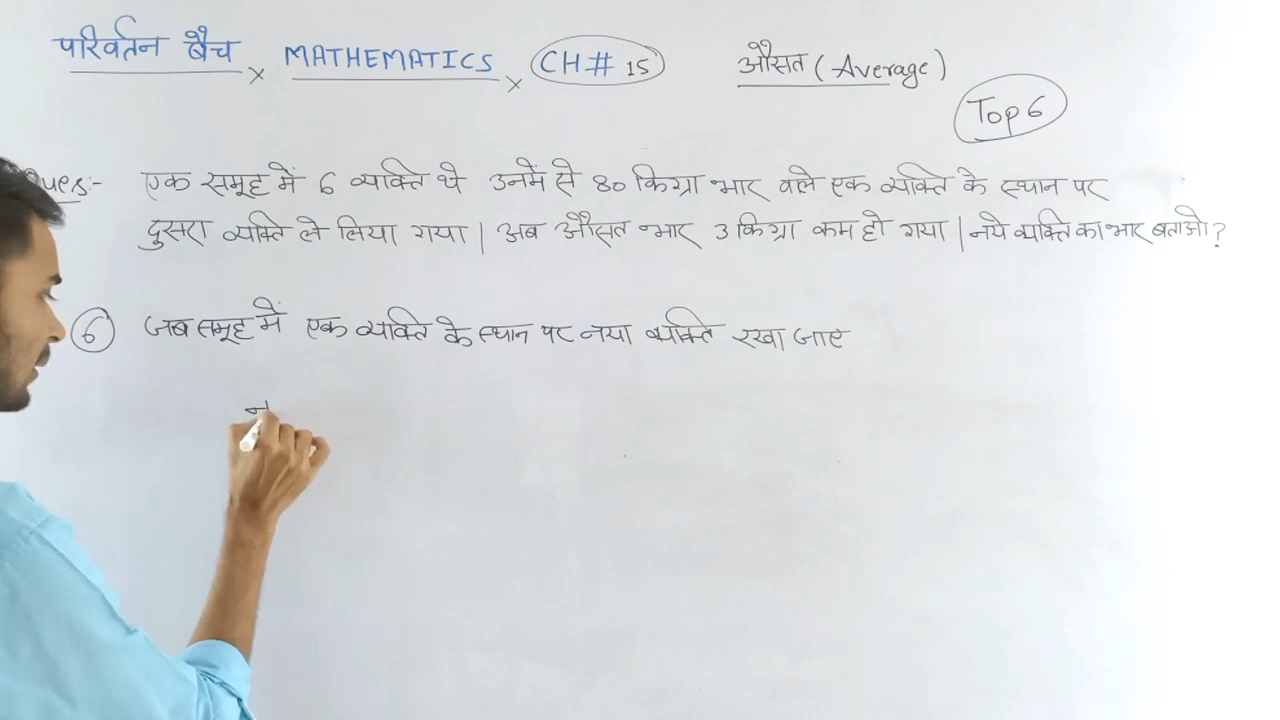 परिवर्तन बैच × MATHEMATICS × CH# 15 औसत (Average)
Top 6
Ques:- एक समूह में 6 व्यक्ति थे उनमें से 80 किग्रा भार वाले एक व्यक्ति के स्थान पर
दुसरा व्यक्ति ले लिया गया | अब औसत भार 3 किग्रा कम हो गया | नये व्यक्ति का भार बताओ ?
6 जब समूह में एक व्यक्ति के स्थान पर नया व्यक्ति रखा जाए